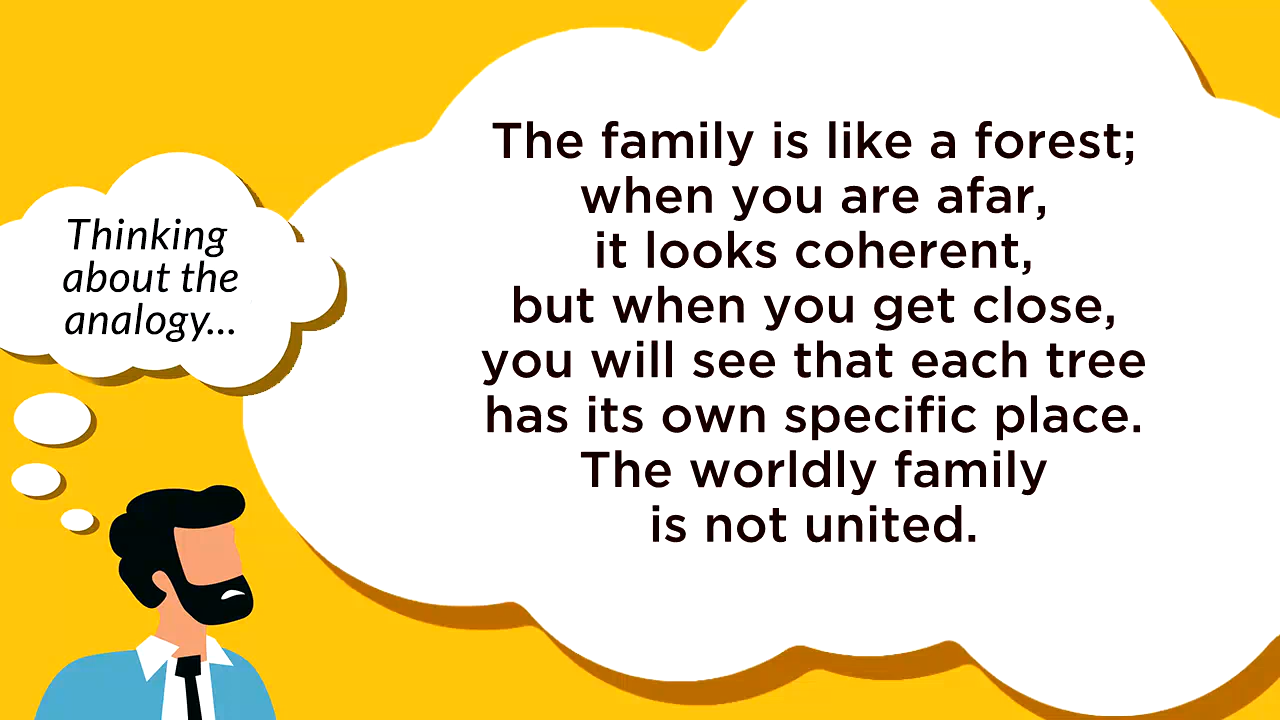 Thinking
about the
analogy...
The family is like a forest;
when you are afar,
it looks coherent,
but when you get close,
you will see that each tree
has its own specific place.
The worldly family
is not united.